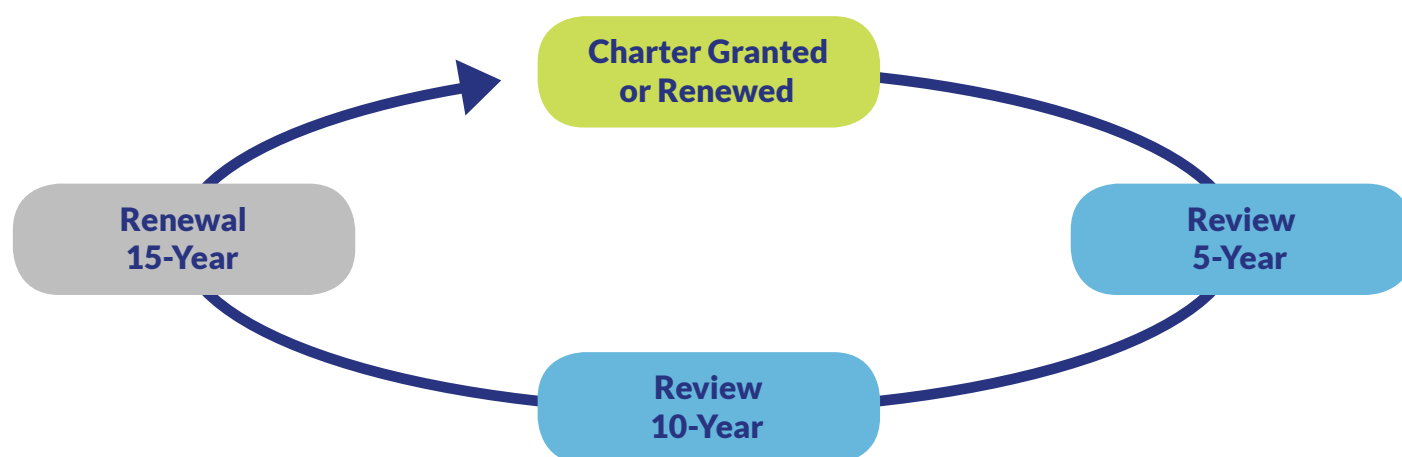 Charter Granted
or Renewed
Review
5-Year
Review
10-Year
Renewal
15-Year